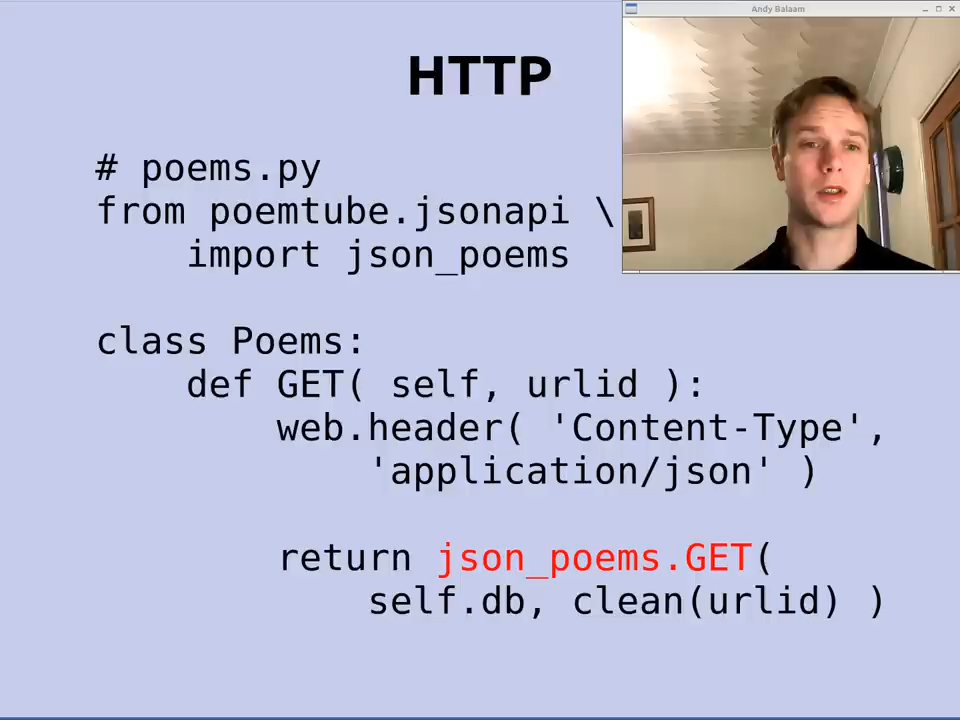 Andy Balaam
HTTP
# poems.py
from poemtube.jsonapi \
    import json_poems
class Poems:
    def GET( self, urlid ):
        web.header( 'Content-Type',
            'application/json' )
        return json_poems.GET(
            self.db, clean(urlid) )